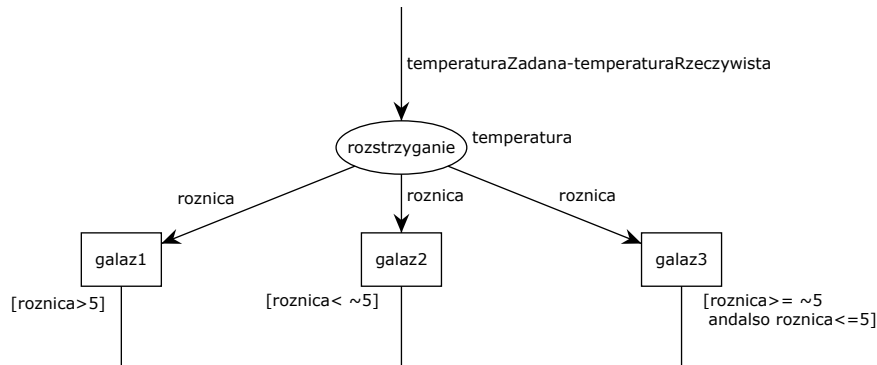 temperaturaZadana-temperaturaRzeczywista
rozstrzyganie
temperatura
roznica
roznica
roznica
galaz1
galaz2
galaz3
[roznica>5]
[roznica< ~5]
[roznica>= ~5
andalso roznica<=5]